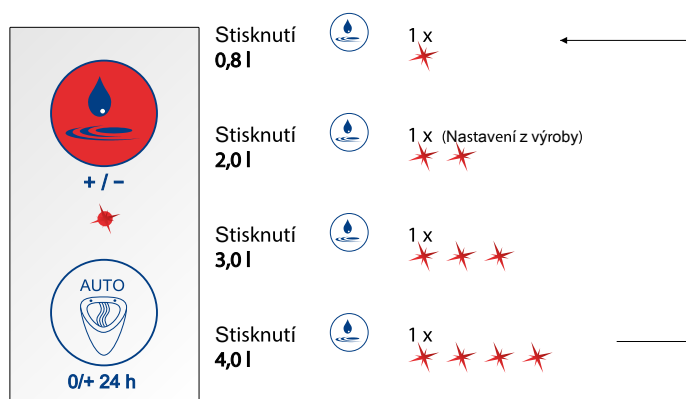 + / −
AUTO
0/+ 24 h
Stisknutí 1 x
0,8 l
Stisknutí 1 x (Nastavení z výroby)
2,0 l
Stisknutí 1 x
3,0 l
Stisknutí 1 x
4,0 l